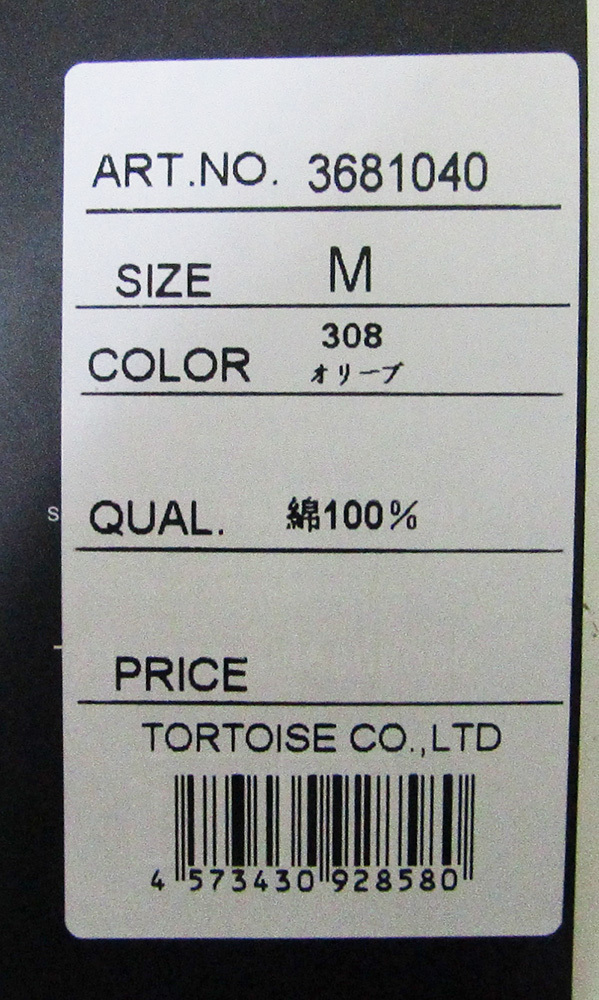 ART.NO. 3681040
SIZE M
308
COLOR オリーブ
QUAL. 綿100%
PRICE
TORTOISE CO.,LTD
4 573430 928580